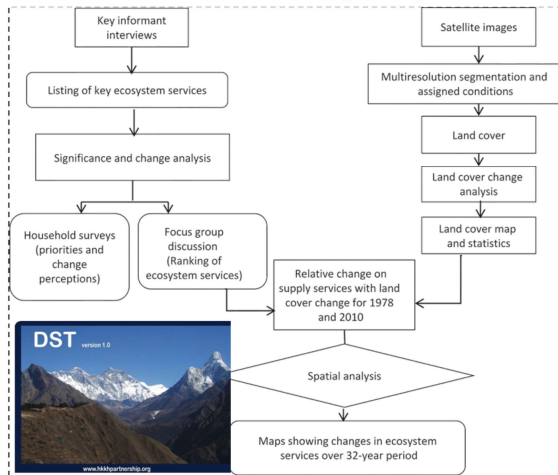 Key informant
interviews
Listing of key ecosystem services
Significance and change analysis
Household surveys
(priorities and
change
perceptions)
Focus group
discussion
(Ranking of
ecosystem services)
Satellite images
Multiresolution segmentation and
assigned conditions
Land cover
Land cover change
analysis
Land cover map
and statistics
Relative change on
supply services with land
cover change for 1978
and 2010
Spatial analysis
Maps showing changes in ecosystem
services over 32-year period
DST version 1.0
www.hkkhpartnership.org